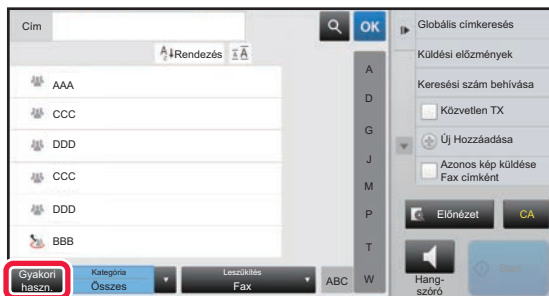 Cím
OK
Rendezés
AAA
CCC
DDD
CCC
DDD
BBB
A
D
G
J
M
P
T
W
Gyakori
haszn.
Kategória
Összes
Leszűkítés
Fax
ABC
Globális címkeresés
Küldési előzmények
Keresési szám behívása
Közvetlen TX
Új Hozzáadása
Azonos kép küldése
Fax címként
Előnézet
CA
Hang-
szóró
Start